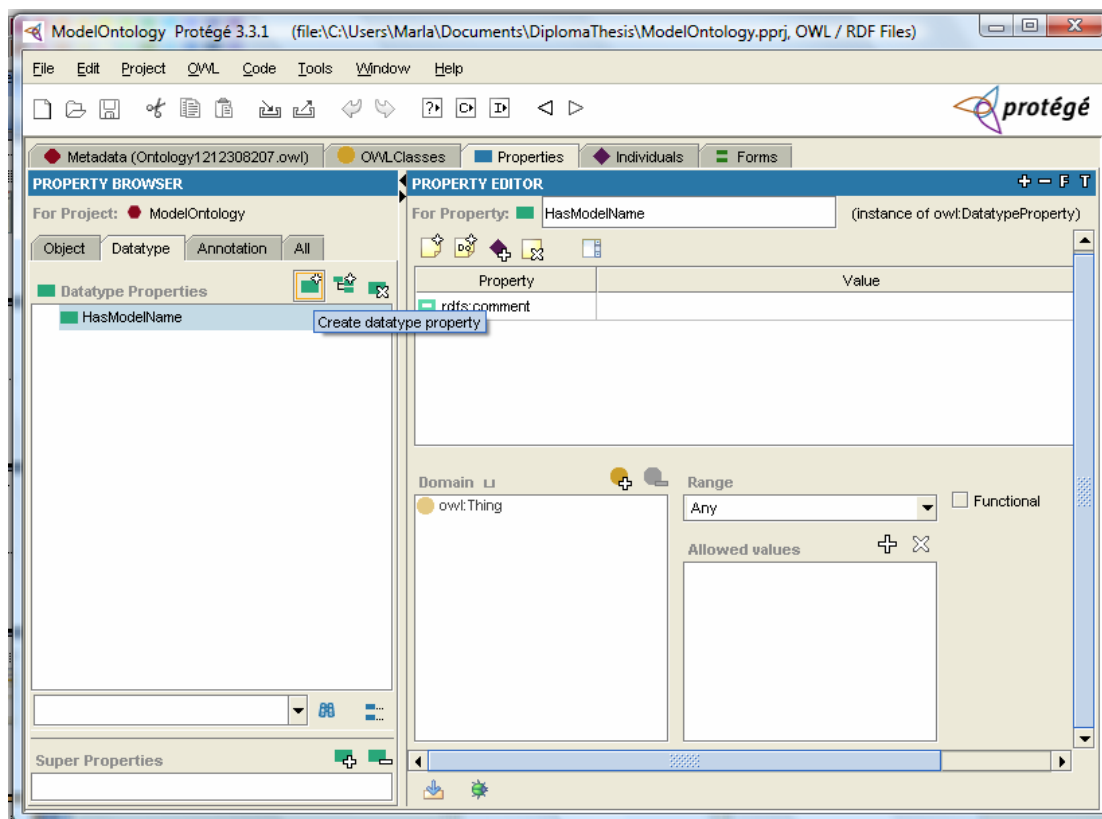 ModelOntology Protégé 3.3.1 (file:\C:\Users\Marla\Documents\DiplomaThesis\ModelOntology.pprj, OWL / RDF Files)
File Edit Project OWL Code Tools Window Help
protégé
Metadata (Ontology1212308207.owl) OWLClasses Properties Individuals Forms
PROPERTY BROWSER
PROPERTY EDITOR
F T
For Project: ModelOntology
For Property: HasModelName (instance of owl:DatatypeProperty)
Object Datatype Annotation All
Property Value
Datatype Properties
rdfs:comment
HasModelName
Create datatype property
Domain
Range
owl:Thing
Any
Functional
Allowed values
Super Properties